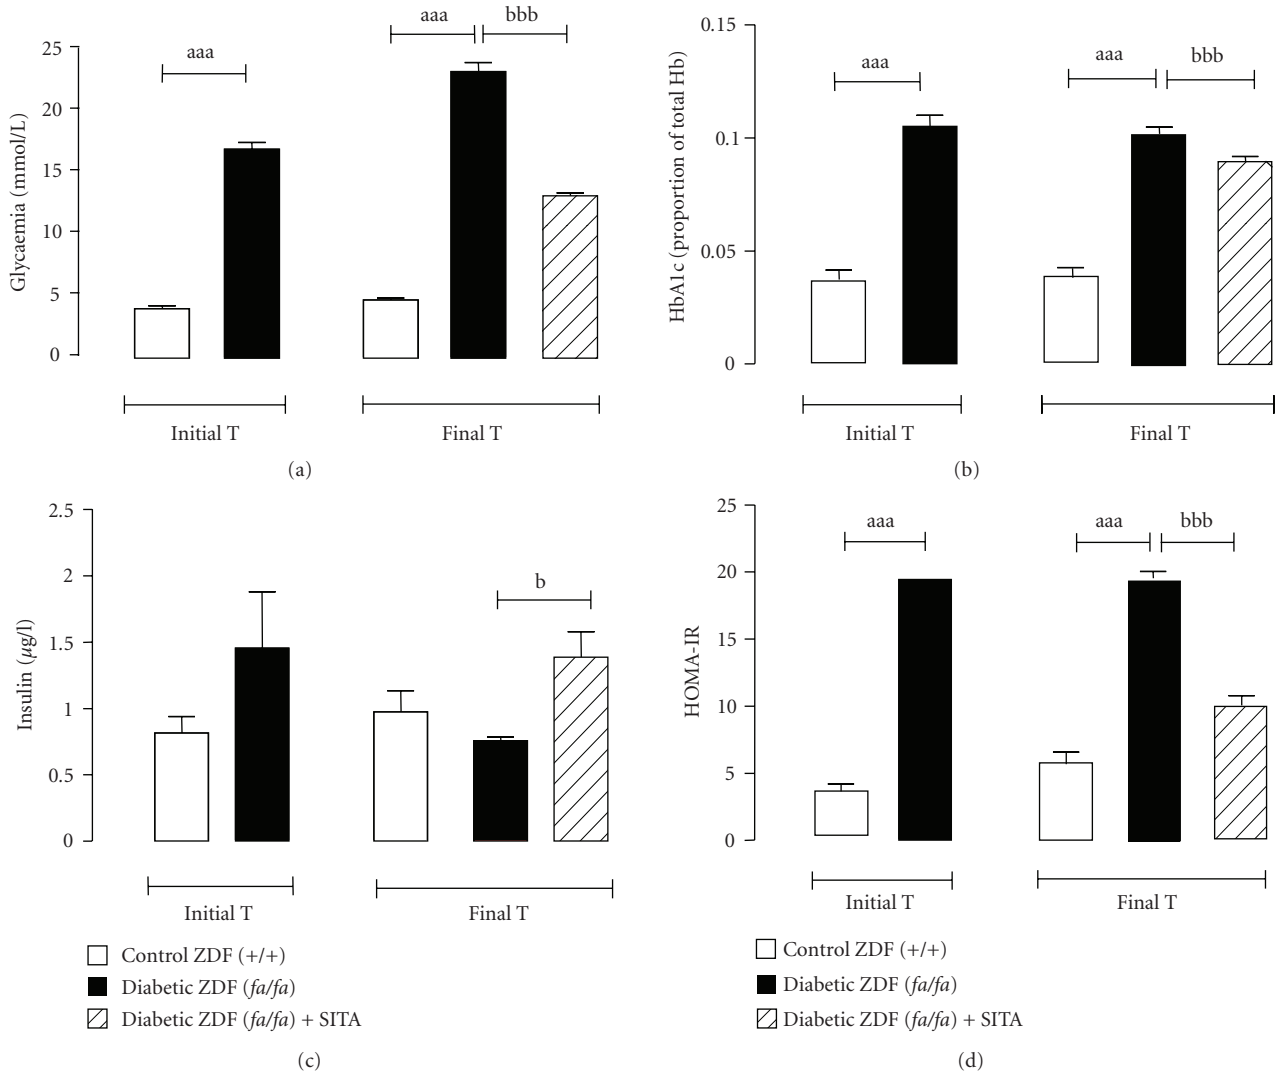 aaa
aaa
bbb
25
20
15
10
5
0
Glycaemia (mmol/L)
Initial T
Final T
(a)
aaa
aaa
bbb
0.15
0.1
0.05
0
HbA1c (proportion of total Hb)
Initial T
Final T
(b)
b
2.5
2
1.5
1
0.5
0
Insulin (µg/l)
Initial T
Final T
Control ZDF (+/+)
Diabetic ZDF (fa/fa)
Diabetic ZDF (fa/fa) + SITA
(c)
aaa
aaa
bbb
25
20
15
10
5
0
HOMA-IR
Initial T
Final T
Control ZDF (+/+)
Diabetic ZDF (fa/fa)
Diabetic ZDF (fa/fa) + SITA
(d)